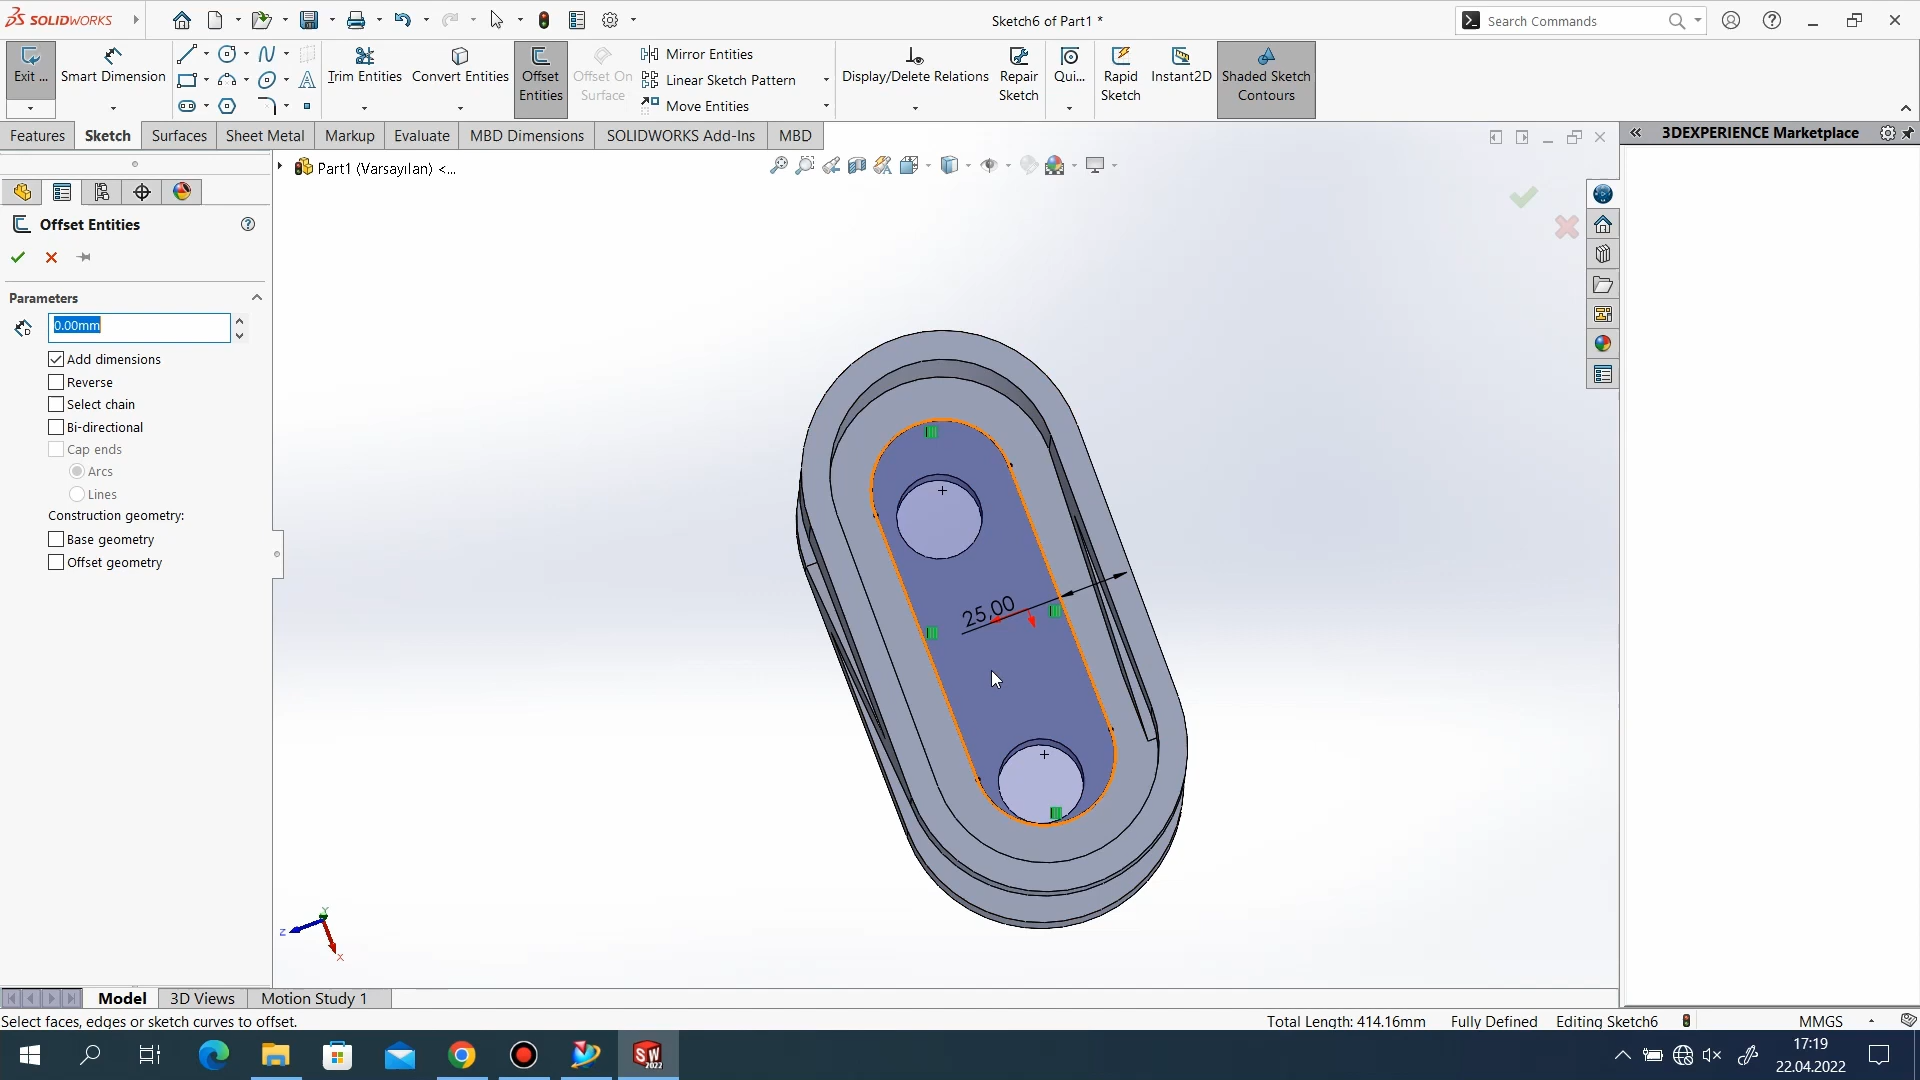 SOLIDWORKS
Sketch6 of Part1 *
Search Commands
Exit ...
Smart Dimension
Trim Entities
Convert Entities
Offset Entities
Offset On Surface
Mirror Entities
Linear Sketch Pattern
Move Entities
Display/Delete Relations
Repair Sketch
Qui...
Rapid Sketch
Instant2D
Shaded Sketch Contours
Features
Sketch
Surfaces
Sheet Metal
Markup
Evaluate
MBD Dimensions
SOLIDWORKS Add-Ins
MBD
3DEXPERIENCE Marketplace
Part1 (Varsayılan) <...
Offset Entities
Parameters
0.00mm
Add dimensions
Reverse
Select chain
Bi-directional
Cap ends
Arcs
Lines
Construction geometry:
Base geometry
Offset geometry
25,00
Y
Z
X
Model
3D Views
Motion Study 1
Select faces, edges or sketch curves to offset.
Total Length: 414.16mm
Fully Defined
Editing Sketch6
MMGS
SW
2022
17:19
22.04.2022